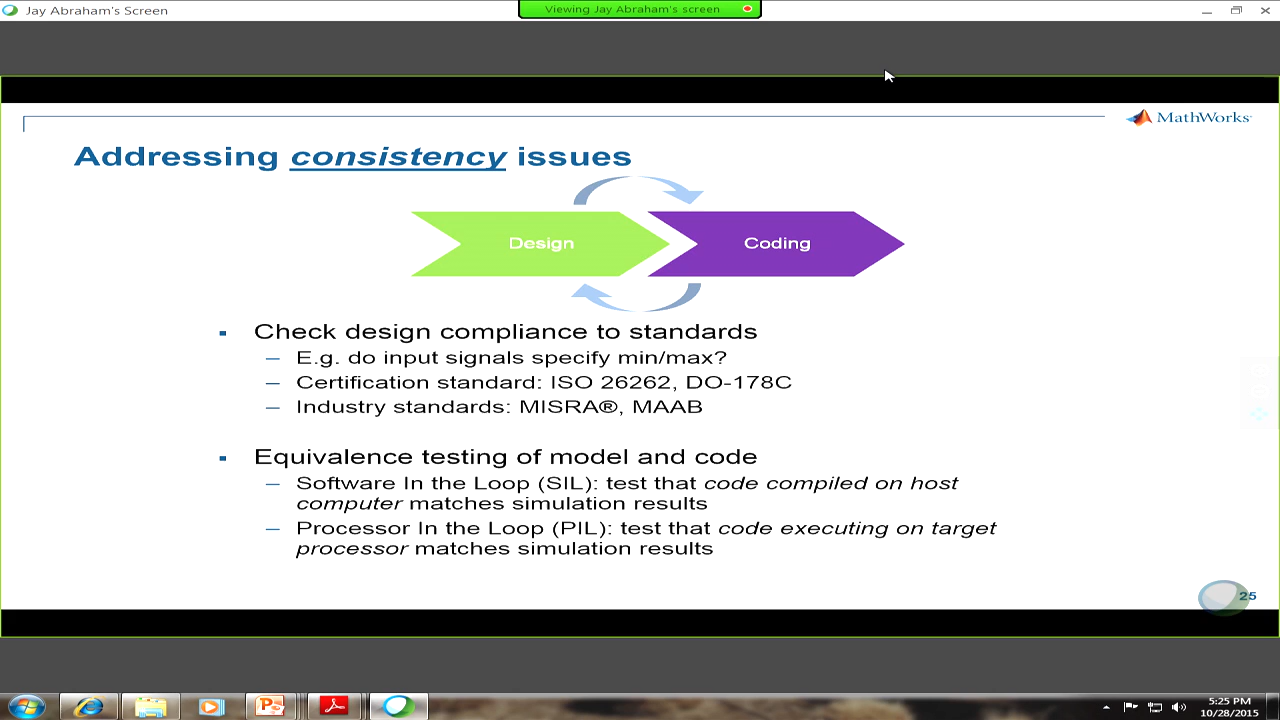 Jay Abraham's Screen
Viewing Jay Abraham's screen
MathWorks
Addressing consistency issues
Design
Coding
▪ Check design compliance to standards
– E.g. do input signals specify min/max?
– Certification standard: ISO 26262, DO-178C
– Industry standards: MISRA®, MAAB
▪ Equivalence testing of model and code
– Software In the Loop (SIL): test that code compiled on host
computer matches simulation results
– Processor In the Loop (PIL): test that code executing on target
processor matches simulation results
25
5:25 PM
10/28/2015